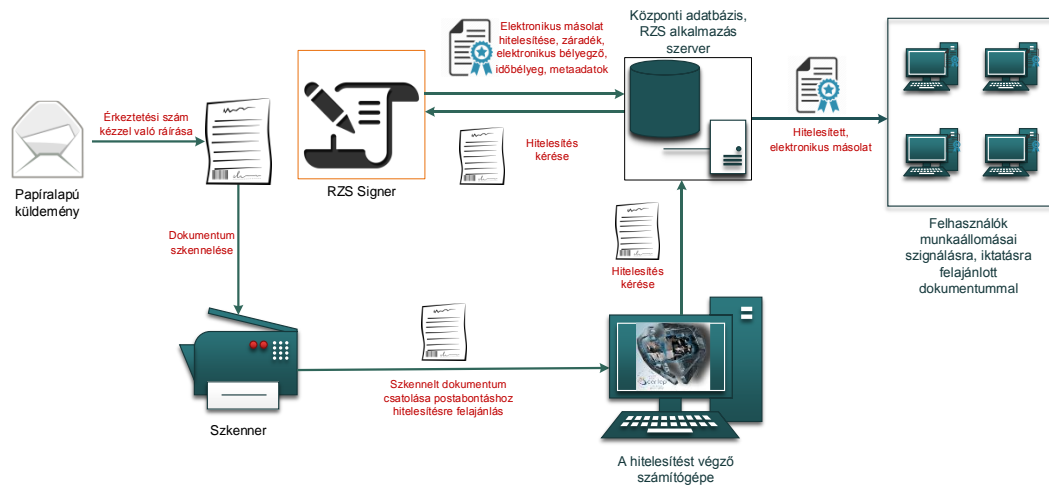 Elektronikus másolat
hitelesítése, záradék,
elektronikus bélyegző,
időbélyeg, metaadatok
Központi adatbázis,
RZS alkalmazás
szerver
Érkeztetési szám
kézzel való ráírása
Papíralapú
küldemény
RZS Signer
Hitelesítés
kérése
Hitelesített,
elektronikus másolat
Felhasználók
munkaállomásai
szignálásra, iktatásra
felajánlott
dokumentummal
Dokumentum
szkennelése
Hitelesítés
kérése
Szkenner
Szkennelt dokumentum
csatolása postabontáshoz
hitelesítésre felajánlás
A hitelesítést végző
számítógépe